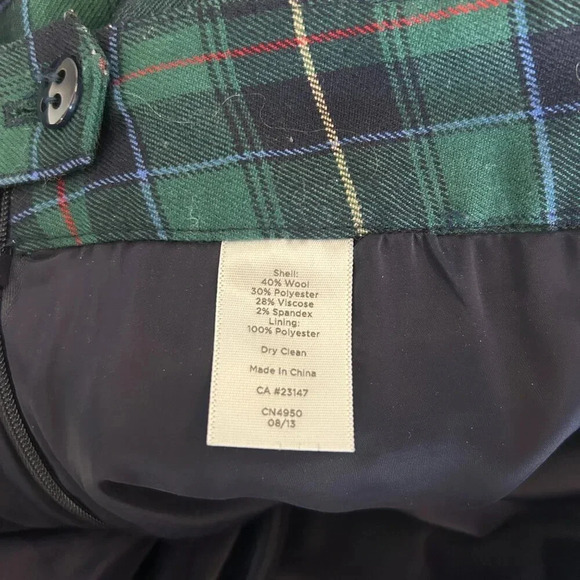 Shell:
40% Wool
30% Polyester
28% Viscose
2% Spandex
Lining:
100% Polyester
Dry Clean
Made in China
CA #23147
CN4950
08/13